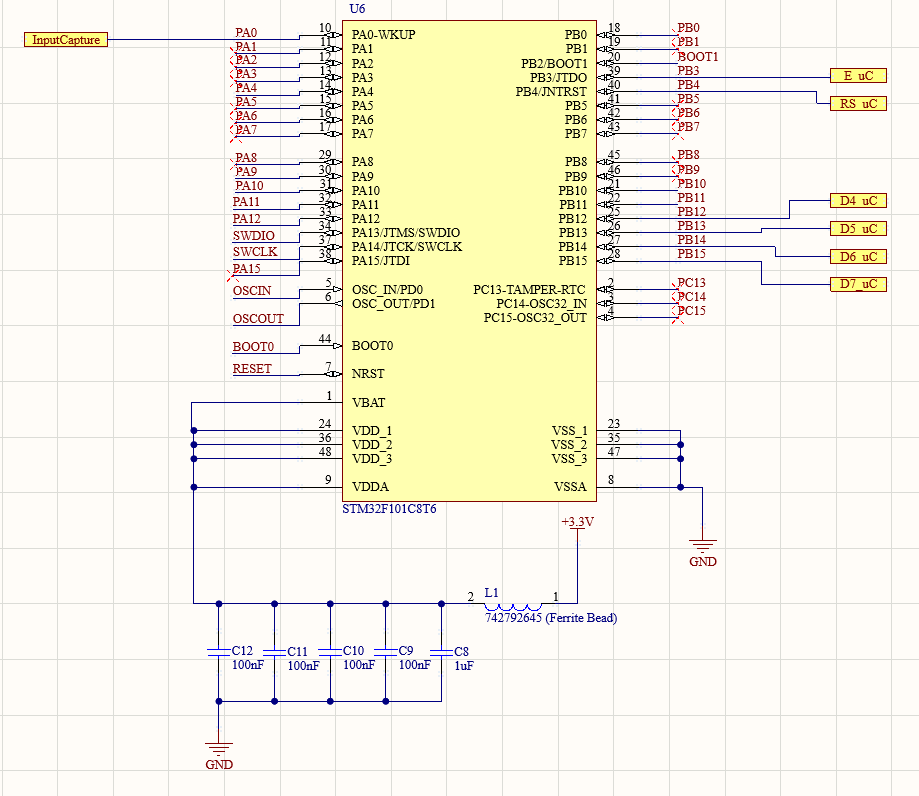 U6
InputCapture
PA0 10 PA0-WKUP PB0 18 PB0
PA1 11 PA1 PB1 19 PB1
PA2 12 PA2 PB2/BOOT1 20 BOOT1
PA3 13 PA3 PB3/JTDO 39 PB3 E_uC
PA4 14 PA4 PB4/JNTRST 40 PB4 RS_uC
PA5 15 PA5 PB5 41 PB5
PA6 16 PA6 PB6 42 PB6
PA7 17 PA7 PB7 43 PB7
PA8 29 PA8 PB8 45 PB8
PA9 30 PA9 PB9 46 PB9
PA10 31 PA10 PB10 21 PB10
PA11 32 PA11 PB11 22 PB11
PA12 33 PA12 PB12 25 PB12 D4_uC
SWDIO 34 PA13/JTMS/SWDIO PB13 26 PB13 D5_uC
SWCLK 37 PA14/JTCK/SWCLK PB14 27 PB14 D6_uC
PA15 38 PA15/JTDI PB15 28 PB15 D7_uC
OSCIN 5 OSC_IN/PD0 PC13-TAMPER-RTC 2 PC13
OSCOUT 6 OSC_OUT/PD1 PC14-OSC32_IN 3 PC14
PC15-OSC32_OUT 4 PC15
BOOT0 44 BOOT0
RESET 7 NRST
1 VBAT
24 VDD_1 VSS_1 23
36 VDD_2 VSS_2 35
48 VDD_3 VSS_3 47
9 VDDA VSSA 8
STM32F101C8T6
+3.3V
GND
2 L1 1
742792645 (Ferrite Bead)
C12 C11 C10 C9 C8
100nF 100nF 100nF 100nF 1uF
GND